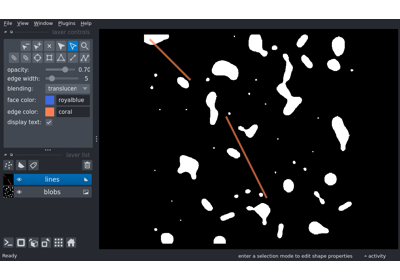 File View Window Plugins Help
layer controls
opacity: 0.70
edge width: 5
blending: translucen
face color: royalblue
edge color: coral
display text:
layer list
lines
blobs
Ready enter a selection mode to edit shape properties activity